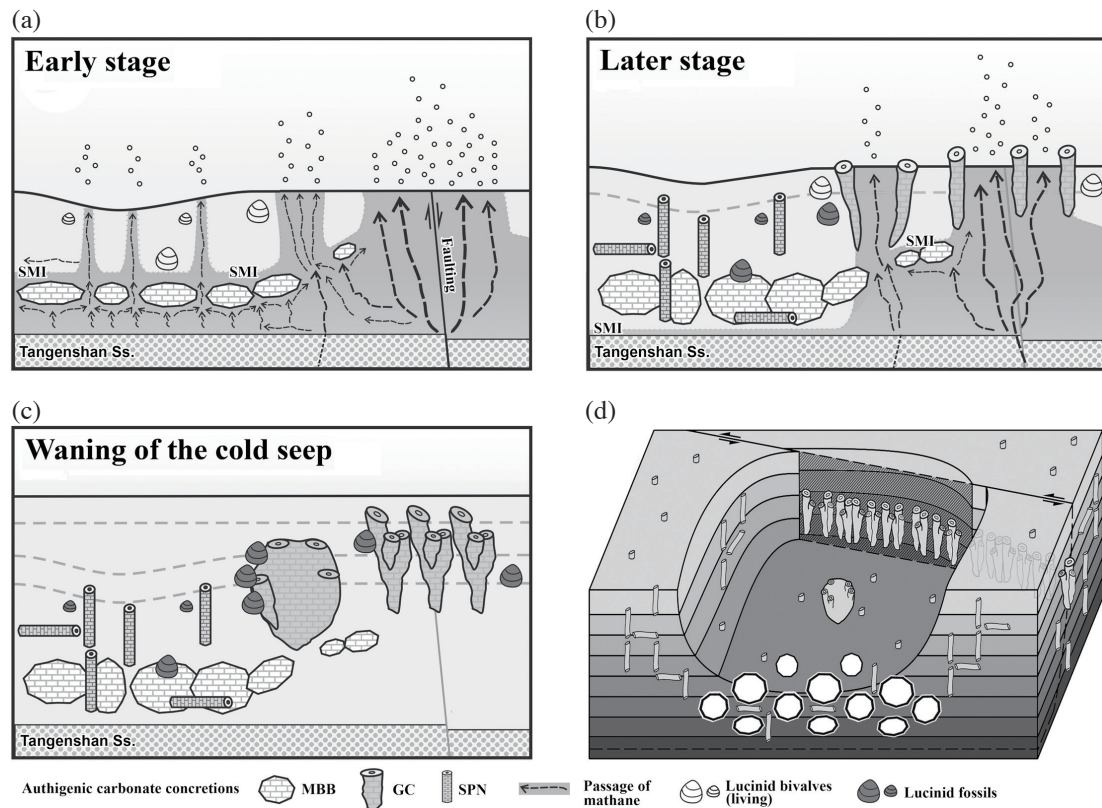 (a)
Early stage
SMI
SMI
Faulting
Tangenshan Ss.
(b)
Later stage
SMI
SMI
Tangenshan Ss.
(c)
Waning of the cold seep
Tangenshan Ss.
(d)
Authigenic carbonate concretions
MBB
GC
SPN
Passage of
mathane
Lucinid bivalves
(living)
Lucinid fossils